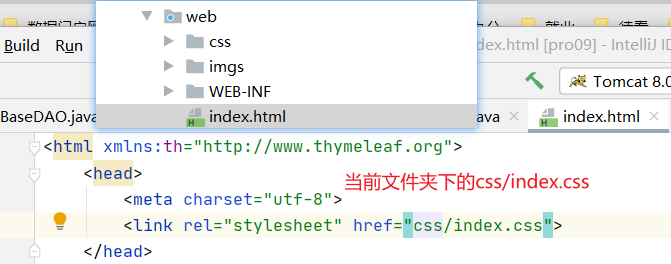 web
css
imgs
WEB-INF
index.html
Build Run
dex.html [pro09] - IntelliJ ID
Tomcat 8.0
BaseDAO.java
ava
index.html
<html xmlns:th="http://www.thymeleaf.org">
<head>
当前文件夹下的css/index.css
<meta charset="utf-8">
<link rel="stylesheet" href="css/index.css">
</head>